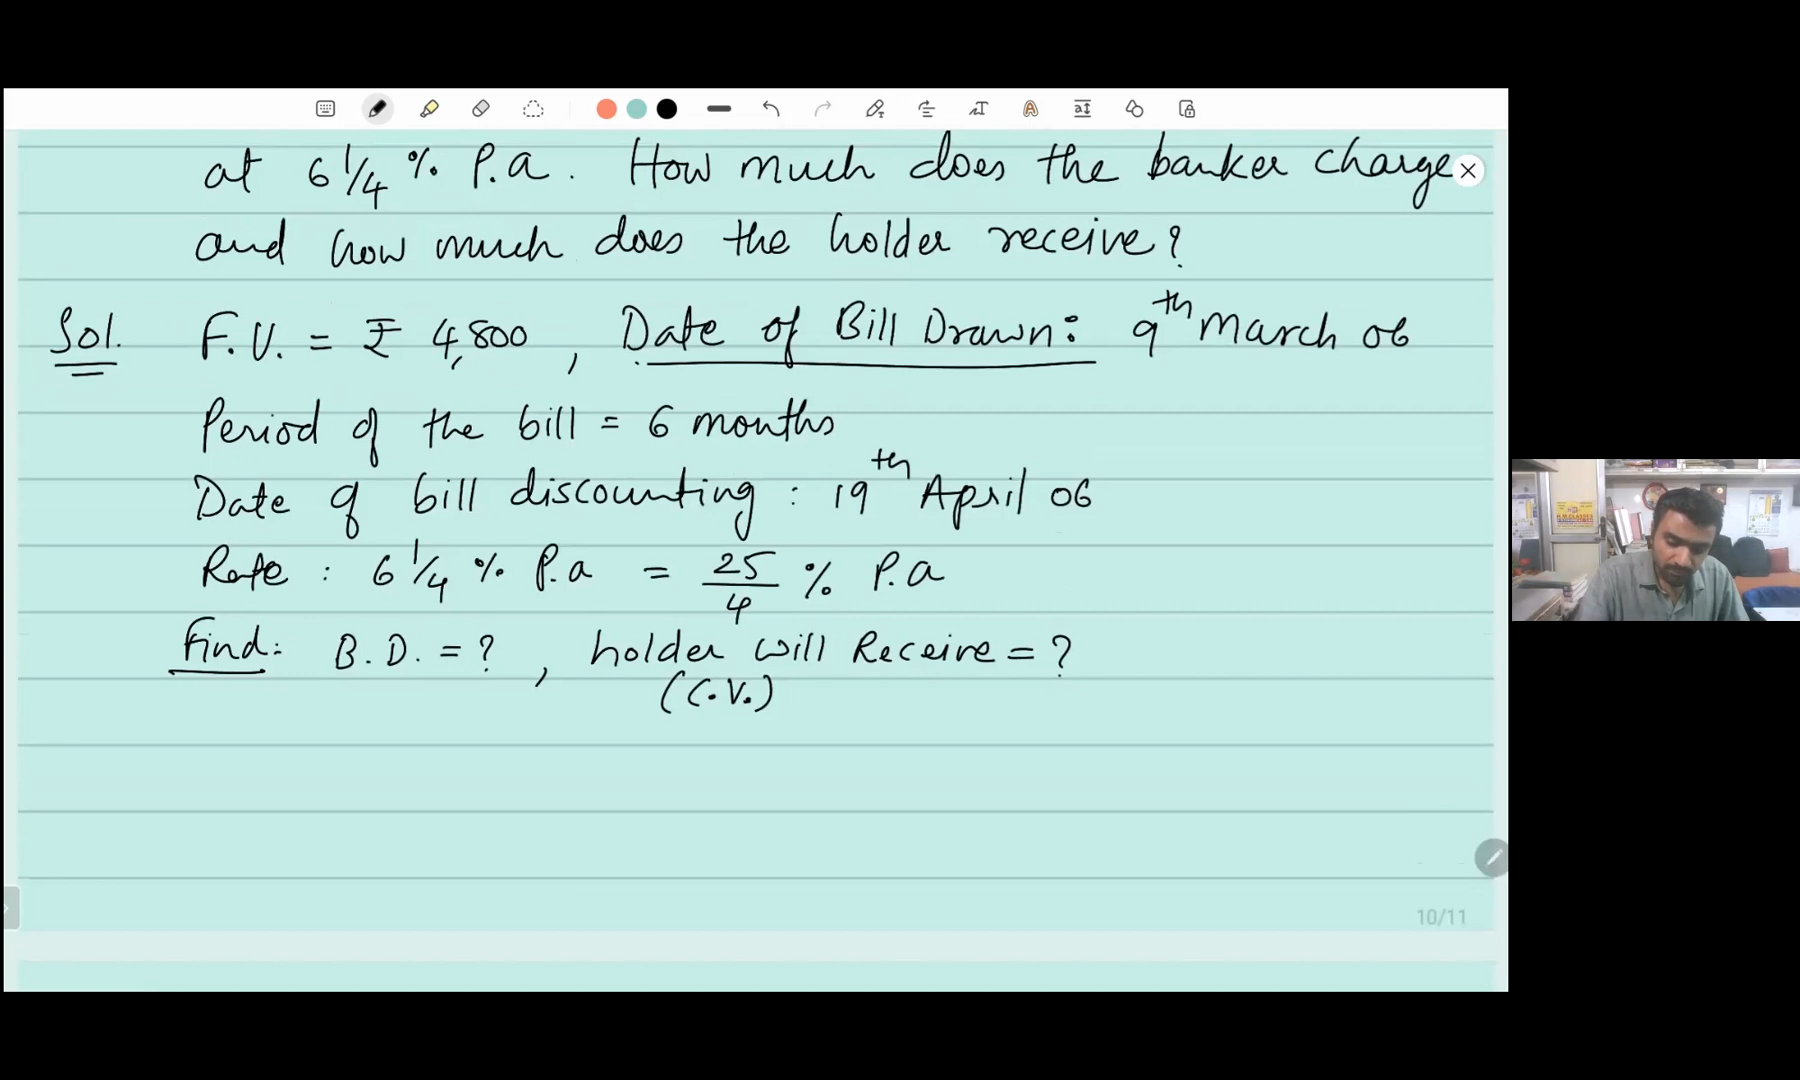 at 6 1/4 % P.a. How much does the banker charge
and how much does the holder receive?
Sol. F.V. = ₹ 4,800 , Date of Bill Drawn: 9th March 06
Period of the bill = 6 months
Date of bill discounting : 19th April 06
Rate : 6 1/4 % P.a = 25/4 % P.a
Find: B.D. = ? , holder will Receive = ?
(C.V.)
10/11